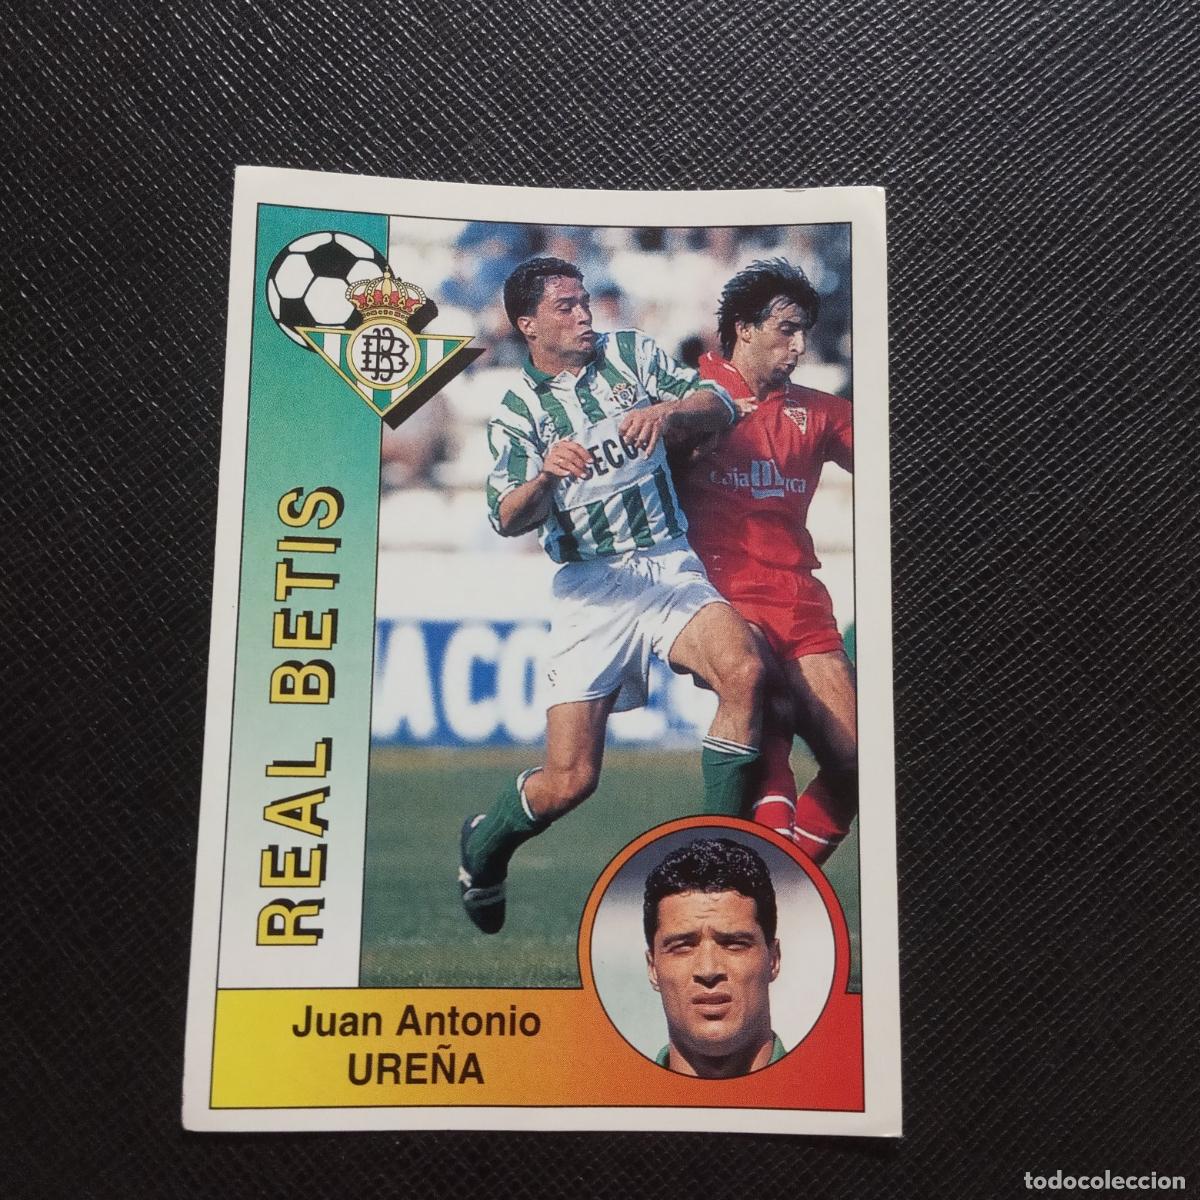 REAL BETIS
Juan Antonio
UREÑA
todocoleccion